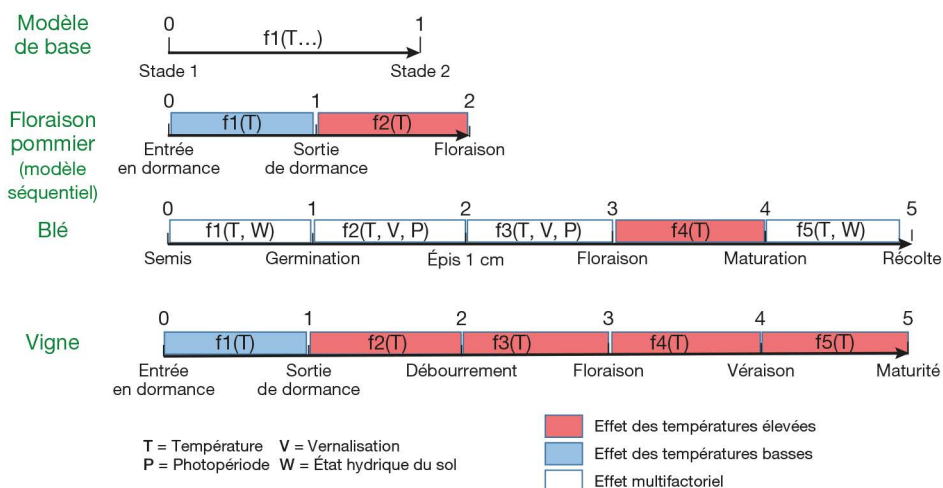 Modèle
de base
0
1
f1(T…)
Stade 1
Stade 2
Floraison
pommier
(modèle
séquentiel)
0
1
2
f1(T)
f2(T)
Entrée
en dormance
Sortie
de dormance
Floraison
Blé
0
1
2
3
4
5
f1(T, W)
f2(T, V, P)
f3(T, V, P)
f4(T)
f5(T, W)
Semis
Germination
Épis 1 cm
Floraison
Maturation
Récolte
Vigne
0
1
2
3
4
5
f1(T)
f2(T)
f3(T)
f4(T)
f5(T)
Entrée
en dormance
Sortie
de dormance
Débourrement
Floraison
Véraison
Maturité
T = Température V = Vernalisation
P = Photopériode W = État hydrique du sol
Effet des températures élevées
Effet des températures basses
Effet multifactoriel